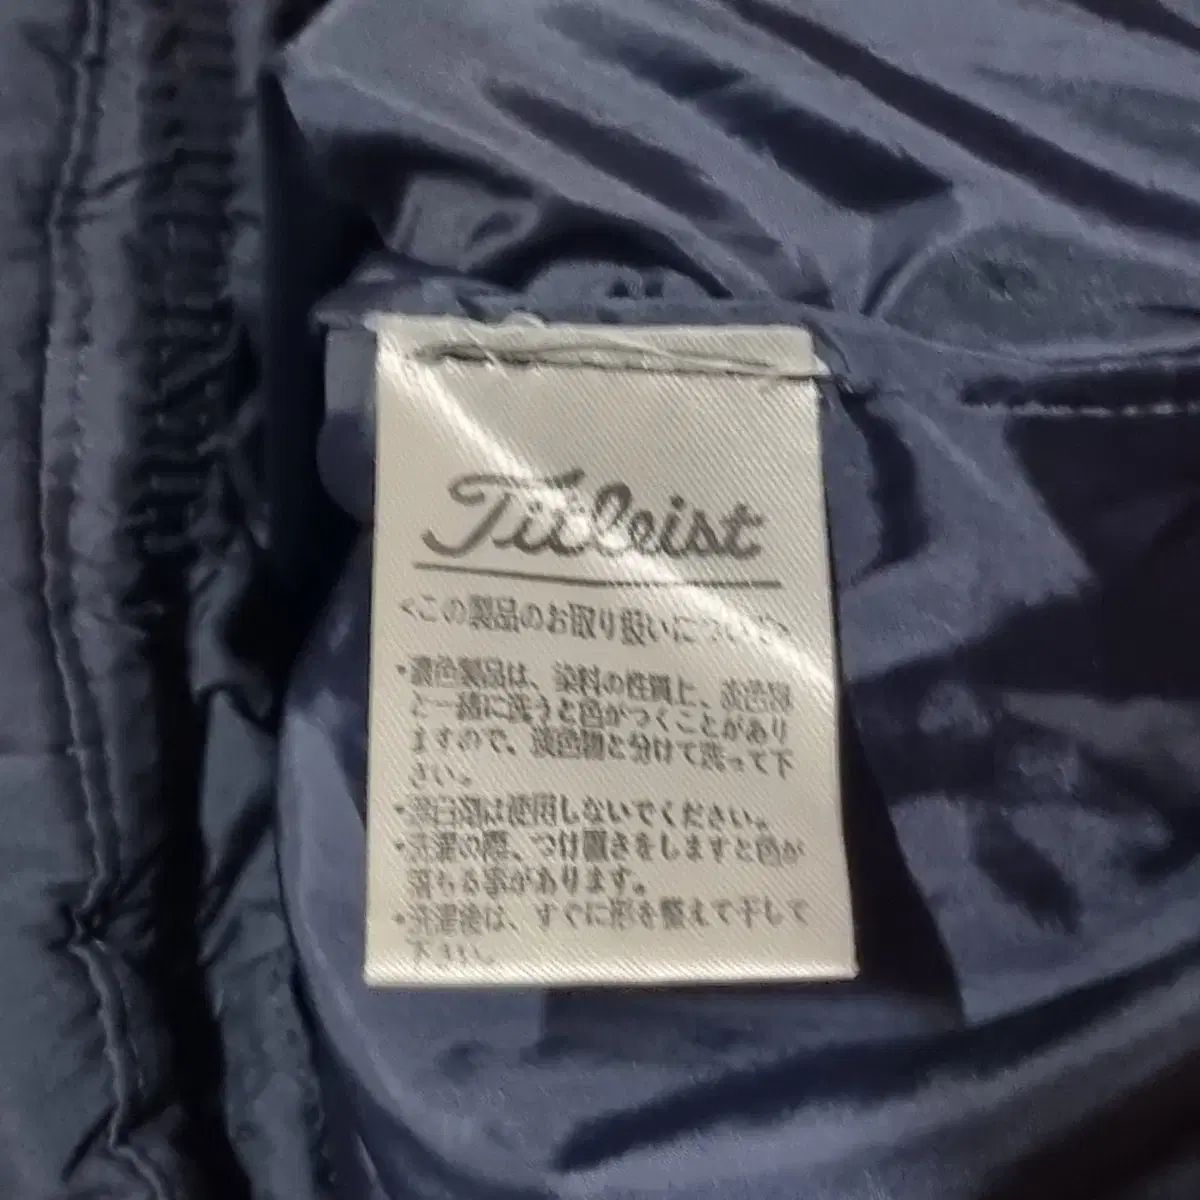 Titleist
<この製品のお取り扱いについて>
・濃色製品は、染料の性質上、淡色物
と一緒に洗うと色がつくことがあり
ますので、淡色物と分けて洗って下
さい。
・漂白剤は使用しないでください。
・洗濯の際、つけ置きをしますと色が
落ちる事があります。
・洗濯後は、すぐに形を整えて干して
下さい。